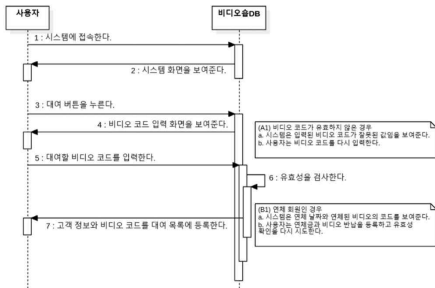 사용자
비디오숍DB
1 : 시스템에 접속한다.
2 : 시스템 화면을 보여준다.
3 : 대여 버튼을 누른다.
4 : 비디오 코드 입력 화면을 보여준다.
(A1) 비디오 코드가 유효하지 않은 경우
a. 시스템은 입력된 비디오 코드가 잘못된 값임을 보여준다.
b. 사용자는 비디오 코드를 다시 입력한다.
5 : 대여할 비디오 코드를 입력한다.
6 : 유효성을 검사한다.
(B1) 연체 회원인 경우
a. 시스템은 연체 날짜와 연체된 비디오의 코드를 보여준다.
b. 사용자는 연체금과 비디오 반납을 등록하고 유효성
확인을 다시 시도한다.
7 : 고객 정보와 비디오 코드를 대여 목록에 등록한다.